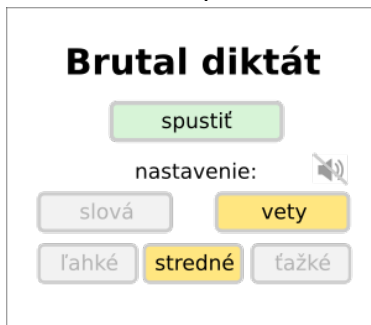 Brutal diktát
spustiť
nastavenie:
slová vety
ľahké stredné ťažké